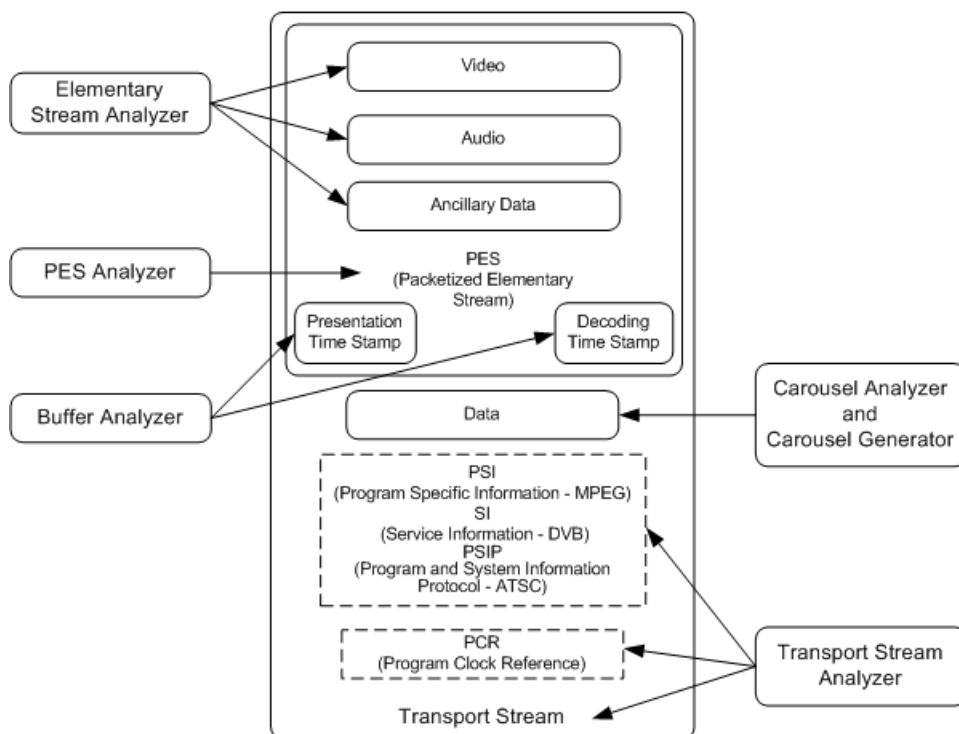 Video
Elementary
Stream Analyzer
Audio
Ancillary Data
PES Analyzer
PES
(Packetized Elementary
Stream)
Presentation
Time Stamp
Decoding
Time Stamp
Buffer Analyzer
Data
Carousel Analyzer
and
Carousel Generator
PSI
(Program Specific Information - MPEG)
SI
(Service Information - DVB)
PSIP
(Program and System Information
Protocol - ATSC)
PCR
(Program Clock Reference)
Transport Stream
Analyzer
Transport Stream